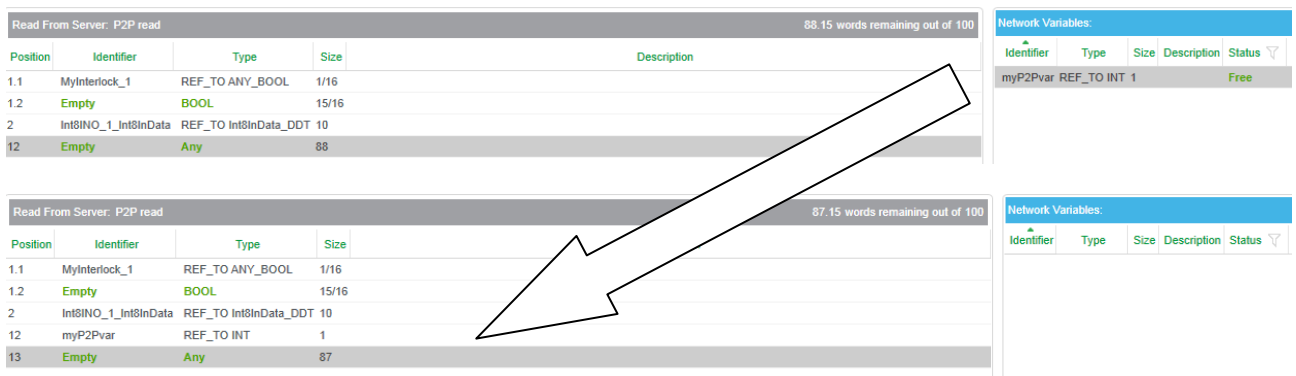 Read From Server: P2P read 88.15 words remaining out of 100
Position Identifier Type Size Description
1.1 MyInterlock_1 REF_TO ANY_BOOL 1/16
1.2 Empty BOOL 15/16
2 Int8INO_1_Int8InData REF_TO Int8InData_DDT 10
12 Empty Any 88
Network Variables:
Identifier Type Size Description Status
myP2Pvar REF_TO INT 1 Free
Read From Server: P2P read 87.15 words remaining out of 100
Position Identifier Type Size
1.1 MyInterlock_1 REF_TO ANY_BOOL 1/16
1.2 Empty BOOL 15/16
2 Int8INO_1_Int8InData REF_TO Int8InData_DDT 10
12 myP2Pvar REF_TO INT 1
13 Empty Any 87
Network Variables:
Identifier Type Size Description Status